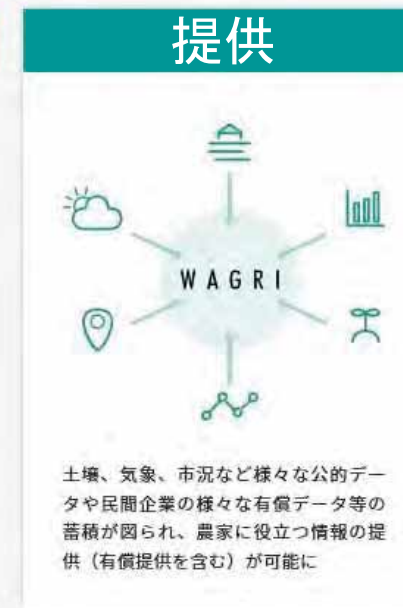 提供
WAGRI
土壌、気象、市況など様々な公的デー
タや民間企業の様々な有償データ等の
蓄積が図られ、農家に役立つ情報の提
供（有償提供を含む）が可能に